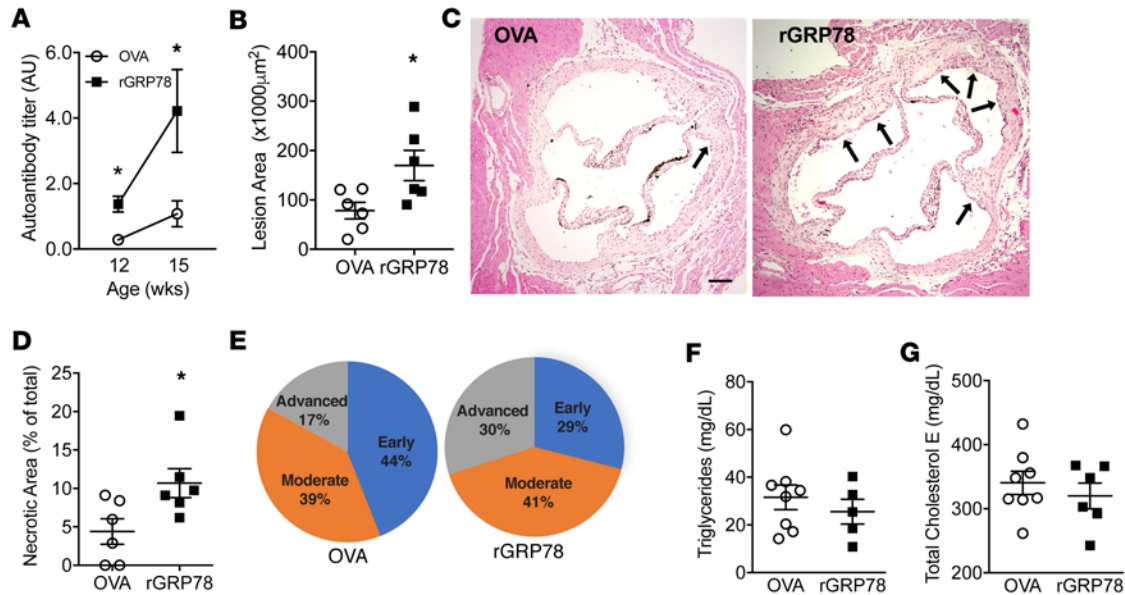 A
Autoantibody titer (AU)
6.0
4.0
2.0
0.0
OVA
rGRP78
*
*
12 15
Age (wks)
B
Lesion Area (x1000µm²)
400
300
200
100
0
*
OVA rGRP78
C
OVA
rGRP78
D
Necrotic Area (% of total)
25
20
15
10
5
0
*
OVA rGRP78
E
Advanced
17%
Early
44%
Moderate
39%
OVA
Advanced
30%
Early
29%
Moderate
41%
rGRP78
F
Triglycerides (mg/dL)
80
60
40
20
0
OVA rGRP78
G
Total Cholesterol E (mg/dL)
500
400
300
200
OVA rGRP78